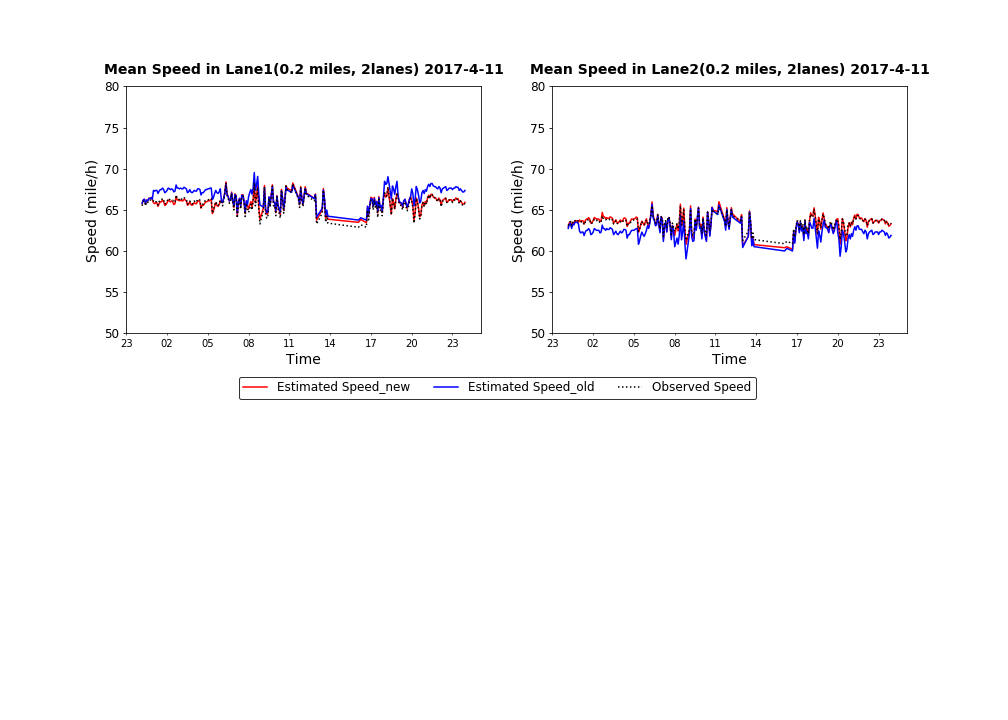 Mean Speed in Lane1(0.2 miles, 2lanes) 2017-4-11
80
75
70
65
60
55
50
Speed (mile/h)
23 02 05 08 11 14 17 20 23
Time
Mean Speed in Lane2(0.2 miles, 2lanes) 2017-4-11
80
75
70
65
60
55
50
Speed (mile/h)
23 02 05 08 11 14 17 20 23
Time
Estimated Speed_new Estimated Speed_old Observed Speed